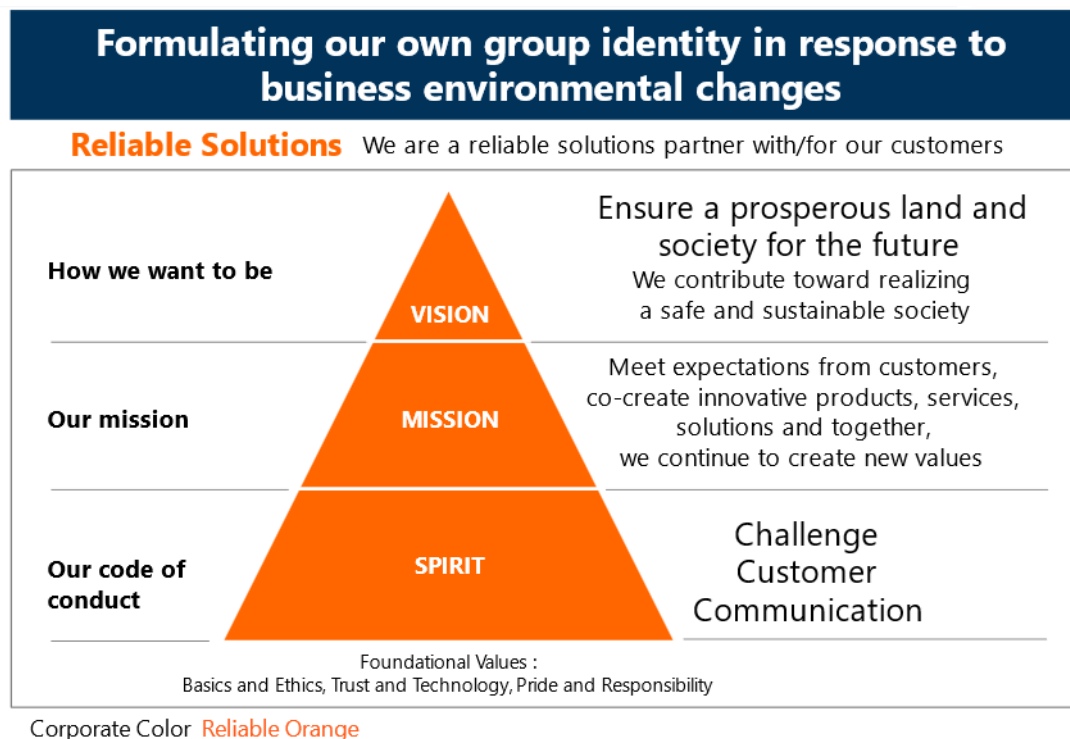 Formulating our own group identity in response to
business environmental changes
Reliable Solutions We are a reliable solutions partner with/for our customers
How we want to be
VISION
Ensure a prosperous land and
society for the future
We contribute toward realizing
a safe and sustainable society
Our mission
MISSION
Meet expectations from customers,
co-create innovative products, services,
solutions and together,
we continue to create new values
Our code of
conduct
SPIRIT
Challenge
Customer
Communication
Foundational Values :
Basics and Ethics, Trust and Technology, Pride and Responsibility
Corporate Color Reliable Orange